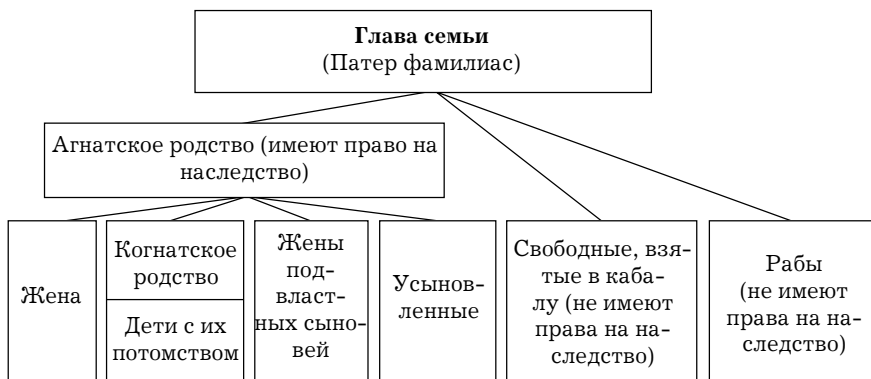 Глава семьи
(Патер фамилиас)
Агнатское родство (имеют право на
наследство)
Жена
Когнатское
родство
Дети с их
потомством
Жены
под-
власт-
ных сыно-
вей
Усынов-
ленные
Свободные, взя-
тые в каба-
лу (не имеют
права на на-
следство)
Рабы
(не имеют
права на на-
следство)